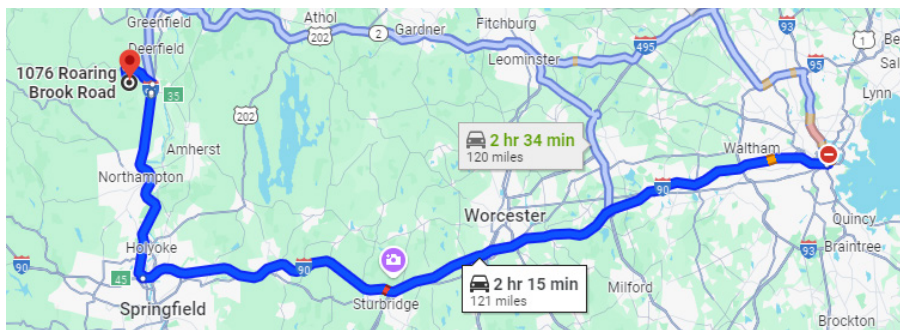 Greenfield
Athol
202
2
Gardner
Fitchburg
495
93
1
Deerfield
Leominster
95
Sal
1076 Roaring
Brook Road
35
Lynn
202
2 hr 34 min
120 miles
Waltham
Amherst
Northampton
90
Worcester
Quincy
Holyoke
93
Braintree
90
45
90
2 hr 15 min
121 miles
Milford
Springfield
Sturbridge
Brockton